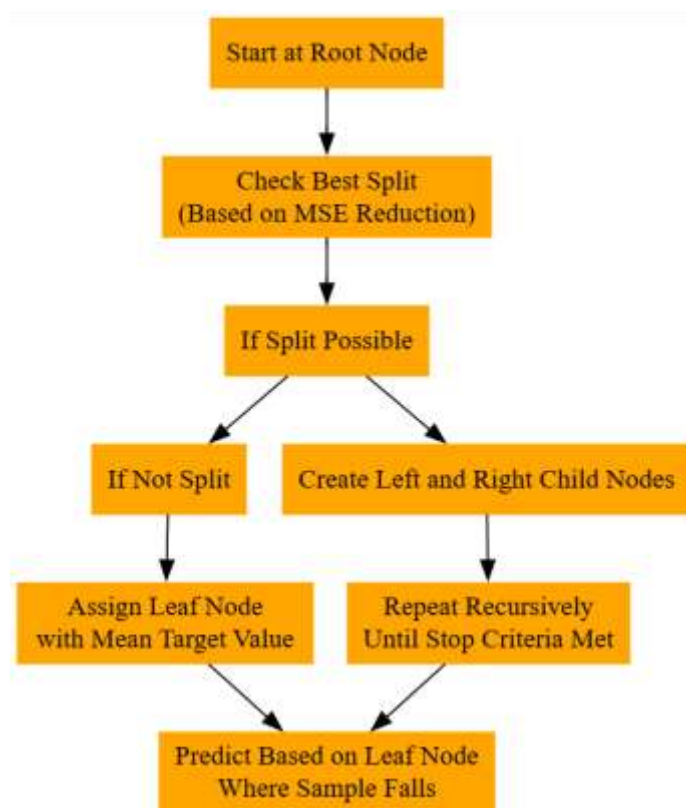 Start at Root Node
Check Best Split
(Based on MSE Reduction)
If Split Possible
If Not Split
Create Left and Right Child Nodes
Assign Leaf Node
with Mean Target Value
Repeat Recursively
Until Stop Criteria Met
Predict Based on Leaf Node
Where Sample Falls